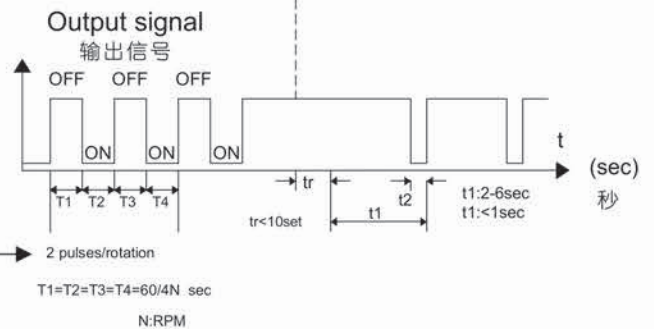 Output signal
输出信号
OFF OFF OFF
ON ON ON
t
(sec)
秒
T1 T2 T3 T4
tr
t2
t1
t1:2-6sec
t1:<1sec
tr<10set
2 pulses/rotation
T1=T2=T3=T4=60/4N sec
N:RPM